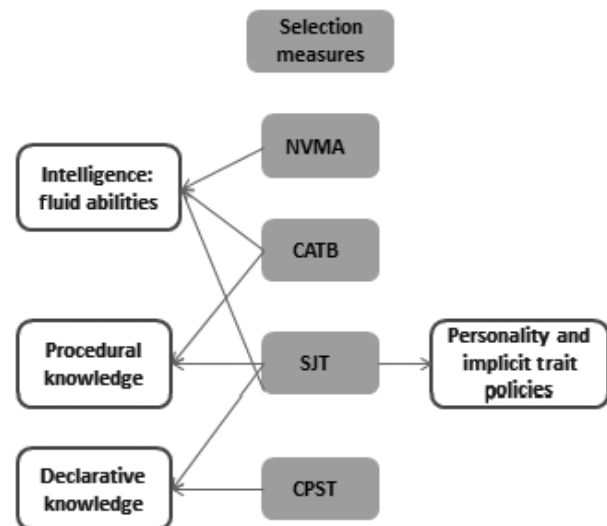 Selection
measures
NVMA
Intelligence:
fluid abilities
CATB
Procedural
knowledge
SJT
Personality and
implicit trait
policies
Declarative
knowledge
CPST